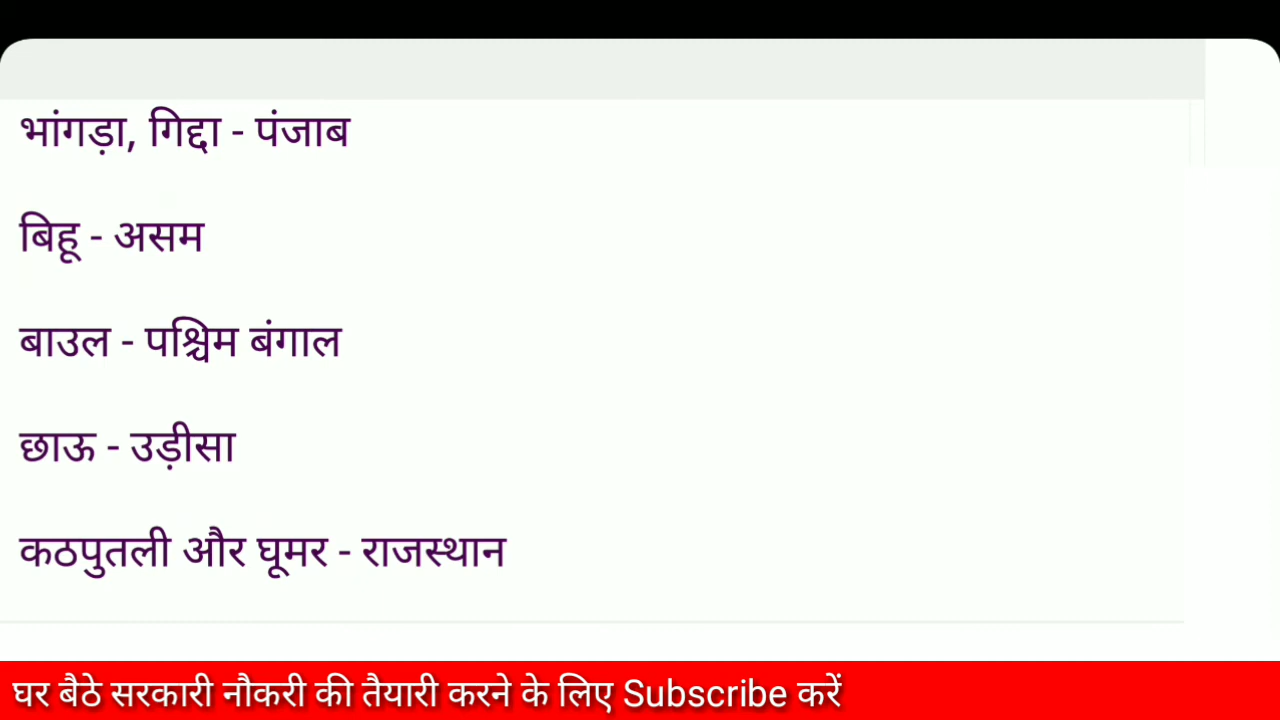 भांगड़ा, गिद्दा - पंजाब
बिहू - असम
बाउल - पश्चिम बंगाल
छाऊ - उड़ीसा
कठपुतली और घूमर - राजस्थान
घर बैठे सरकारी नौकरी की तैयारी करने के लिए Subscribe करें